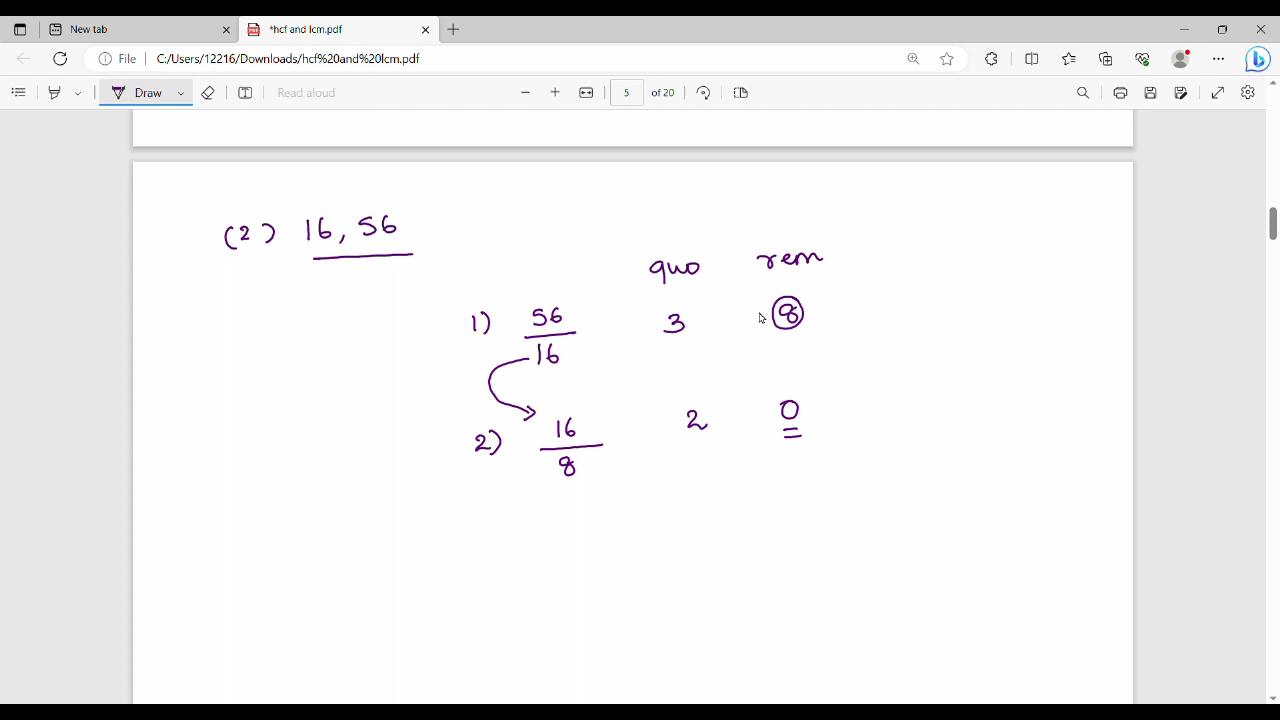 New tab
*hcf and lcm.pdf
File C:/Users/12216/Downloads/hcf%20and%20lcm.pdf
Draw Read aloud 5 of 20
(2) 16, 56
quo rem
1) 56/16 3 8
2) 16/8 2 0